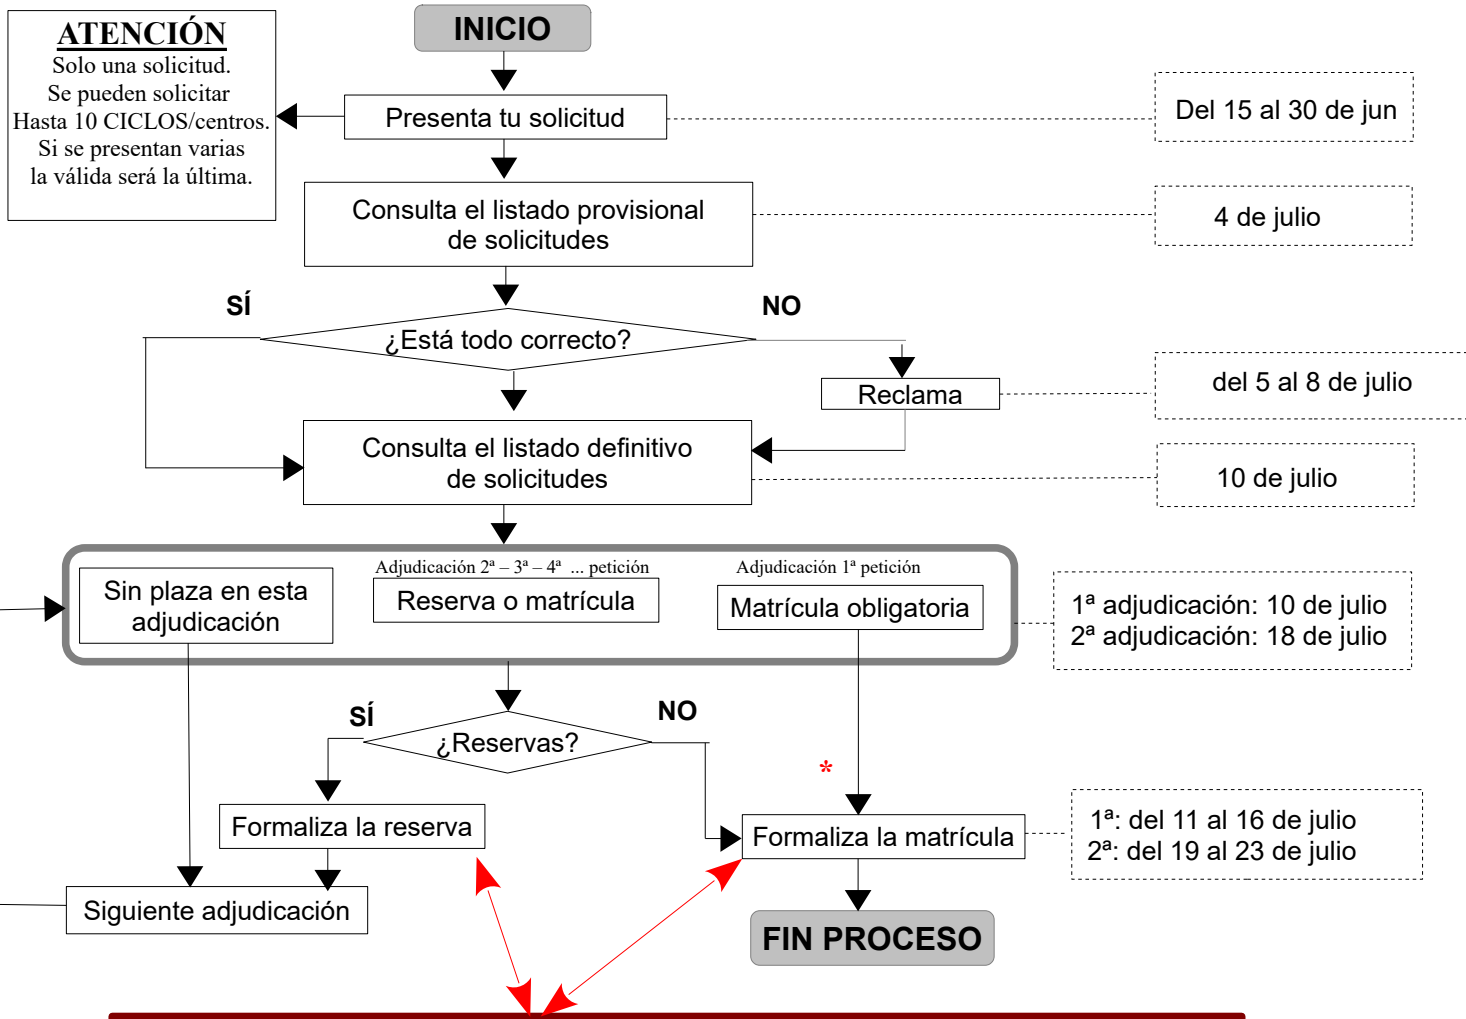 INICIO
ATENCIÓN
Solo una solicitud.
Se pueden solicitar
Hasta 10 CICLOS/centros.
Si se presentan varias
la válida será la última.
Presenta tu solicitud
Del 15 al 30 de jun
Consulta el listado provisional
de solicitudes
4 de julio
SÍ
NO
¿Está todo correcto?
Reclama
del 5 al 8 de julio
Consulta el listado definitivo
de solicitudes
10 de julio
Sin plaza en esta
adjudicación
Adjudicación 2ª – 3ª – 4ª ... petición
Reserva o matrícula
Adjudicación 1ª petición
Matrícula obligatoria
1ª adjudicación: 10 de julio
2ª adjudicación: 18 de julio
SÍ
NO
¿Reservas?
*
Formaliza la reserva
Formaliza la matrícula
1ª: del 11 al 16 de julio
2ª: del 19 al 23 de julio
Siguiente adjudicación
FIN PROCESO